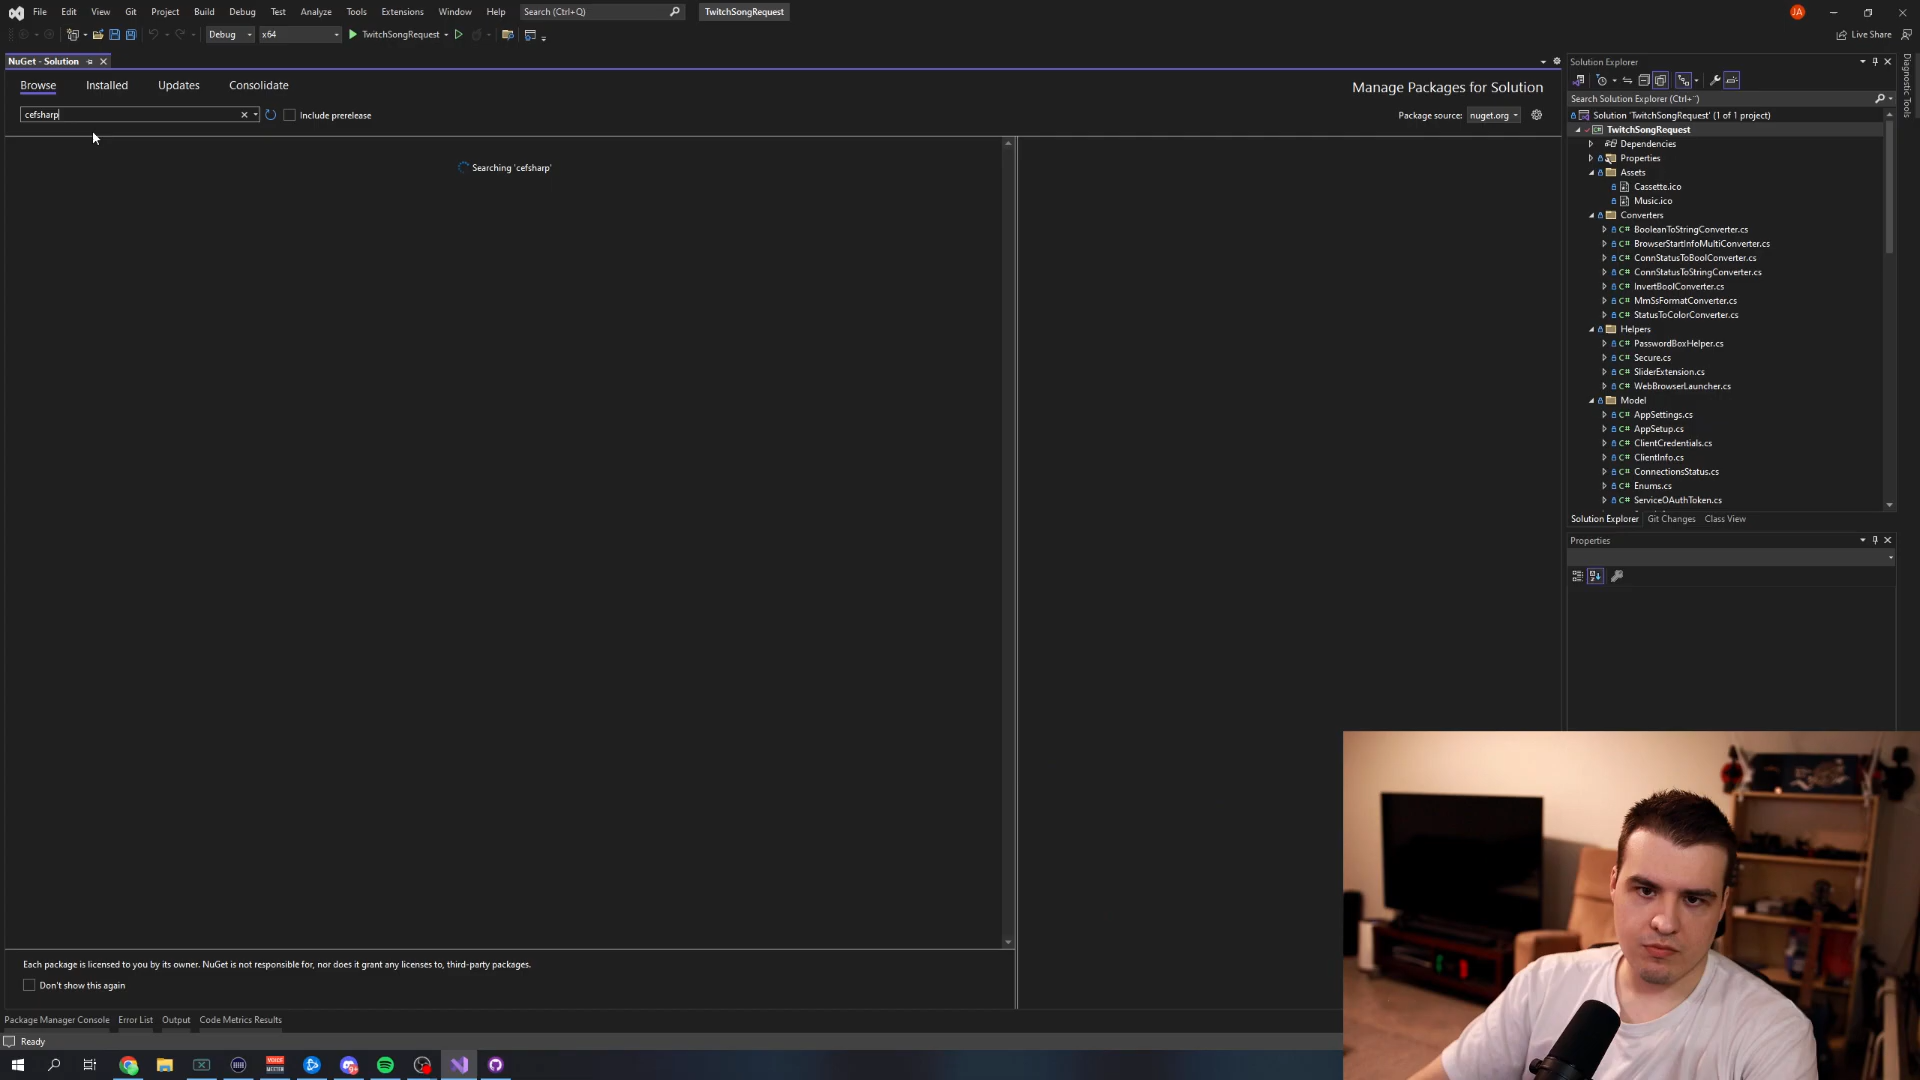 File Edit View Git Project Build Debug Test Analyze Tools Extensions Window Help Search (Ctrl+Q) TwitchSongRequest JA
Debug x64 TwitchSongRequest Live Share
NuGet - Solution
Browse Installed Updates Consolidate Manage Packages for Solution
cefsharp Include prerelease Package source: nuget.org
Searching 'cefsharp'
Each package is licensed to you by its owner. NuGet is not responsible for, nor does it grant any licenses to, third-party packages.
Don't show this again
Solution Explorer
Search Solution Explorer (Ctrl+¨)
Solution 'TwitchSongRequest' (1 of 1 project)
TwitchSongRequest
Dependencies
Properties
Assets
Cassette.ico
Music.ico
Converters
C# BooleanToStringConverter.cs
C# BrowserStartInfoMultiConverter.cs
C# ConnStatusToBoolConverter.cs
C# ConnStatusToStringConverter.cs
C# InvertBoolConverter.cs
C# MmSsFormatConverter.cs
C# StatusToColorConverter.cs
Helpers
C# PasswordBoxHelper.cs
C# Secure.cs
C# SliderExtension.cs
C# WebBrowserLauncher.cs
Model
C# AppSettings.cs
C# AppSetup.cs
C# ClientCredentials.cs
C# ClientInfo.cs
C# ConnectionsStatus.cs
C# Enums.cs
C# ServiceOAuthToken.cs
Solution Explorer Git Changes Class View
Properties
Diagnostic Tools
Package Manager Console Error List Output Code Metrics Results
Ready
VOICE MEETER